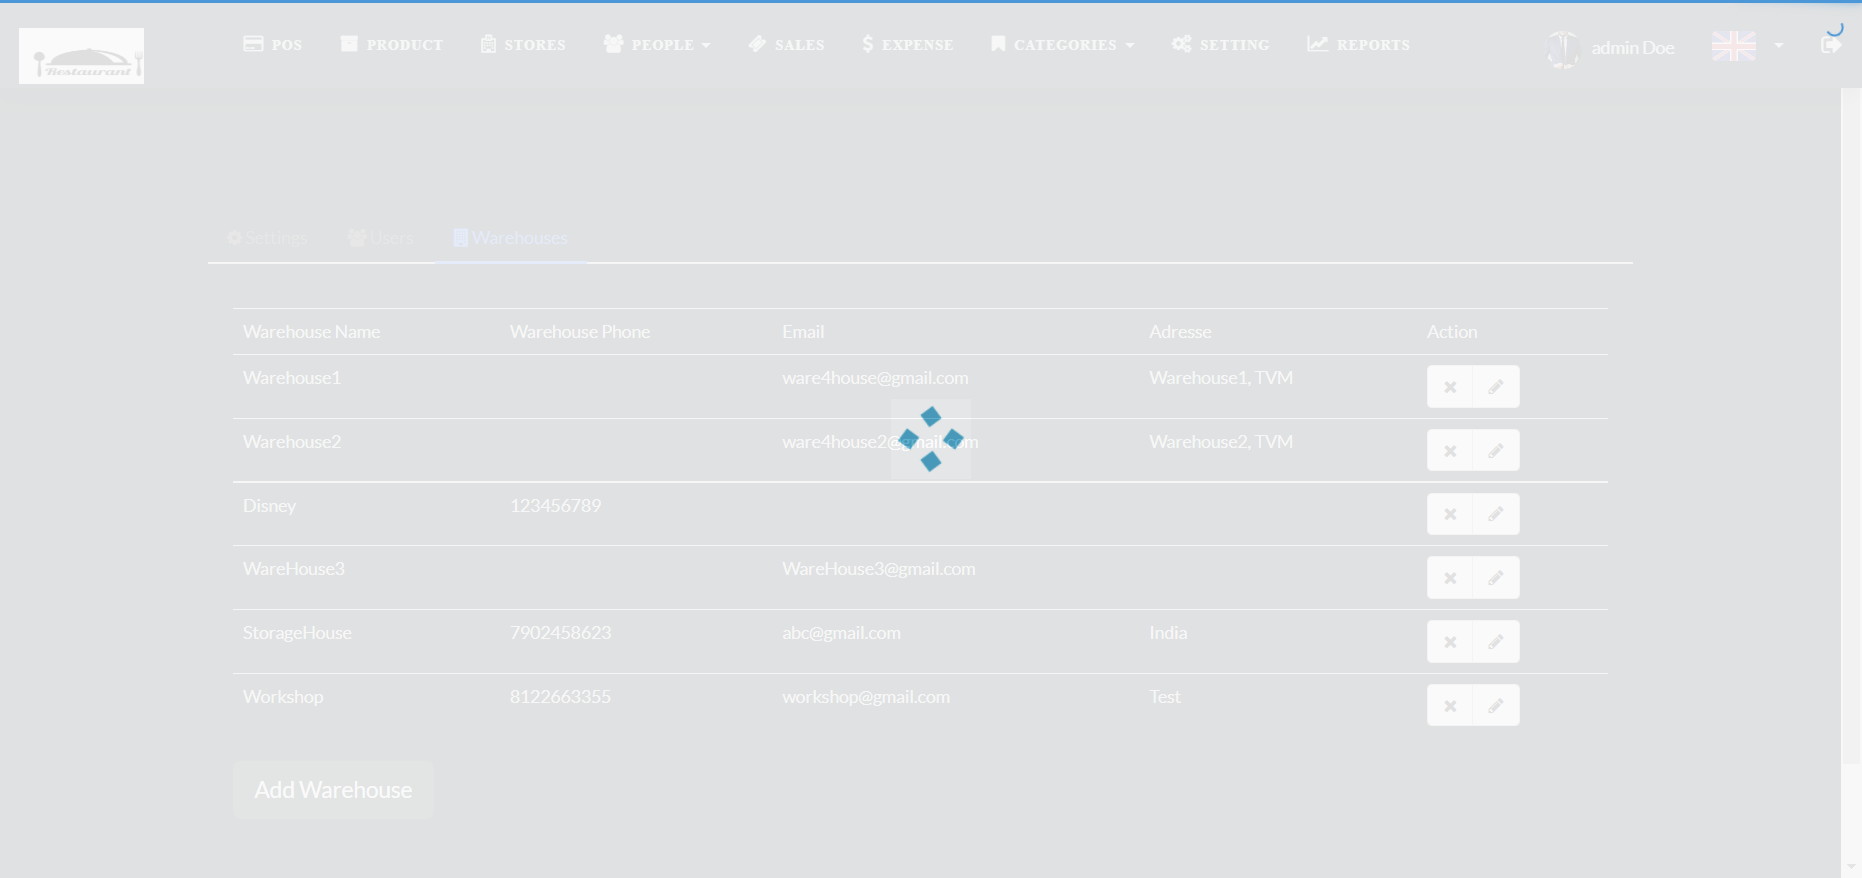 Restaurant
POS PRODUCT STORES PEOPLE SALES EXPENSE CATEGORIES SETTING REPORTS admin Doe
Settings Users Warehouses
Warehouse Name Warehouse Phone Email Adresse Action
Warehouse1 ware4house@gmail.com Warehouse1, TVM
Warehouse2 ware4house2@gmail.com Warehouse2, TVM
Disney 123456789
WareHouse3 WareHouse3@gmail.com
StorageHouse 7902458623 abc@gmail.com India
Workshop 8122663355 workshop@gmail.com Test
Add Warehouse